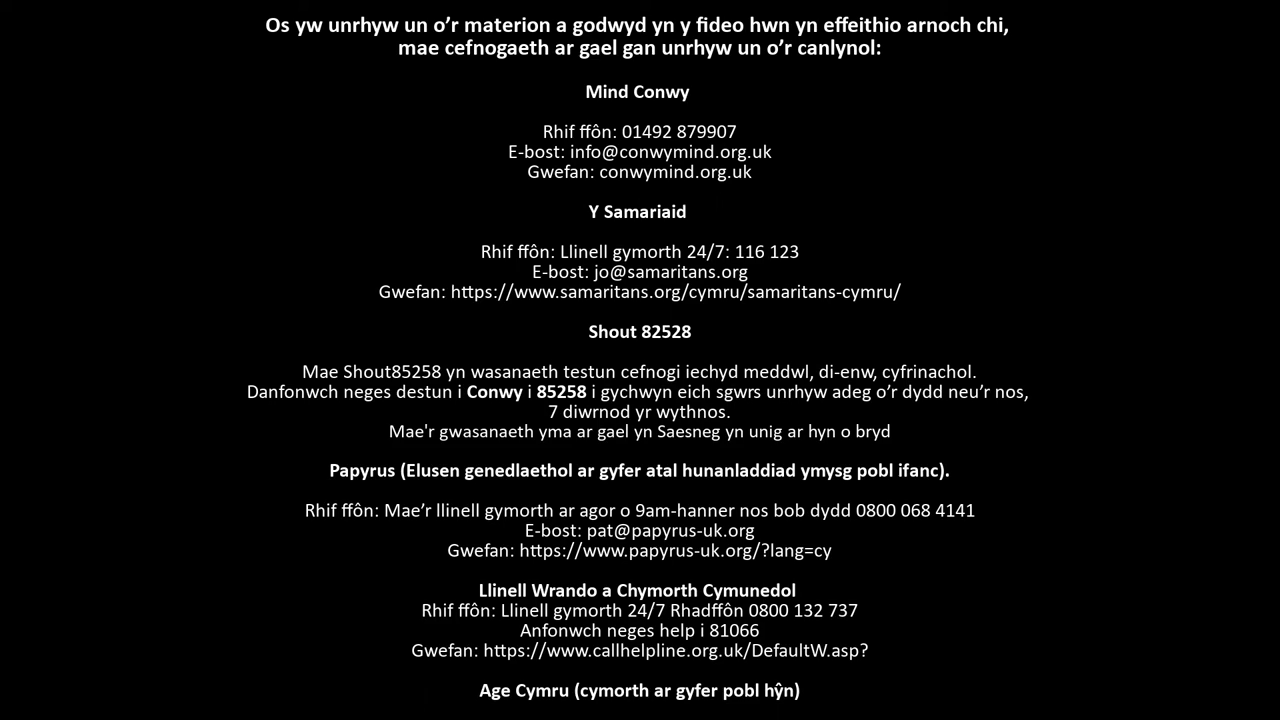 Os yw unrhyw un o’r materion a godwyd yn y fideo hwn yn effeithio arnoch chi,
mae cefnogaeth ar gael gan unrhyw un o’r canlynol:
Mind Conwy
Rhif ffôn: 01492 879907
E-bost: info@conwymind.org.uk
Gwefan: conwymind.org.uk
Y Samariaid
Rhif ffôn: Llinell gymorth 24/7: 116 123
E-bost: jo@samaritans.org
Gwefan: https://www.samaritans.org/cymru/samaritans-cymru/
Shout 82528
Mae Shout85258 yn wasanaeth testun cefnogi iechyd meddwl, di-enw, cyfrinachol.
Danfonwch neges destun i Conwy i 85258 i gychwyn eich sgwrs unrhyw adeg o’r dydd neu’r nos,
7 diwrnod yr wythnos.
Mae'r gwasanaeth yma ar gael yn Saesneg yn unig ar hyn o bryd
Papyrus (Elusen genedlaethol ar gyfer atal hunanladdiad ymysg pobl ifanc).
Rhif ffôn: Mae’r llinell gymorth ar agor o 9am-hanner nos bob dydd 0800 068 4141
E-bost: pat@papyrus-uk.org
Gwefan: https://www.papyrus-uk.org/?lang=cy
Llinell Wrando a Chymorth Cymunedol
Rhif ffôn: Llinell gymorth 24/7 Rhadffôn 0800 132 737
Anfonwch neges help i 81066
Gwefan: https://www.callhelpline.org.uk/DefaultW.asp?
Age Cymru (cymorth ar gyfer pobl hŷn)